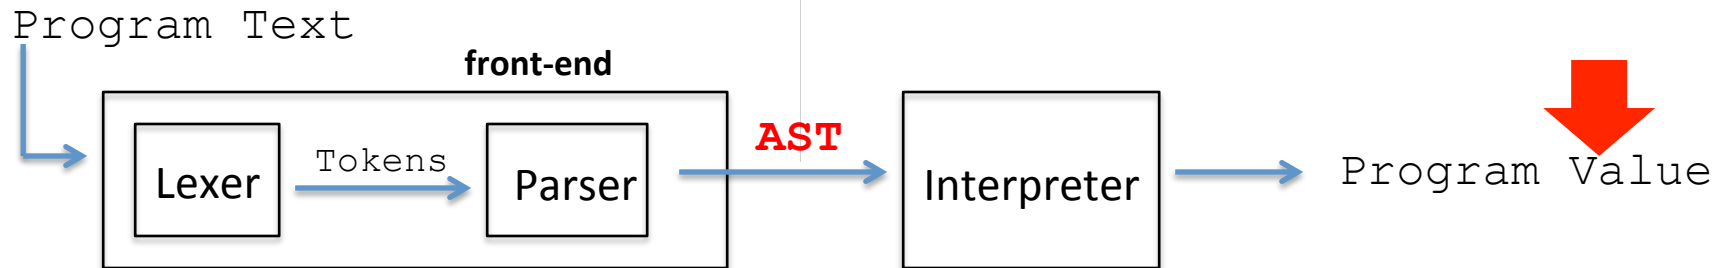 Program Text
front-end
Lexer
Tokens
Parser
AST
Interpreter
Program Value